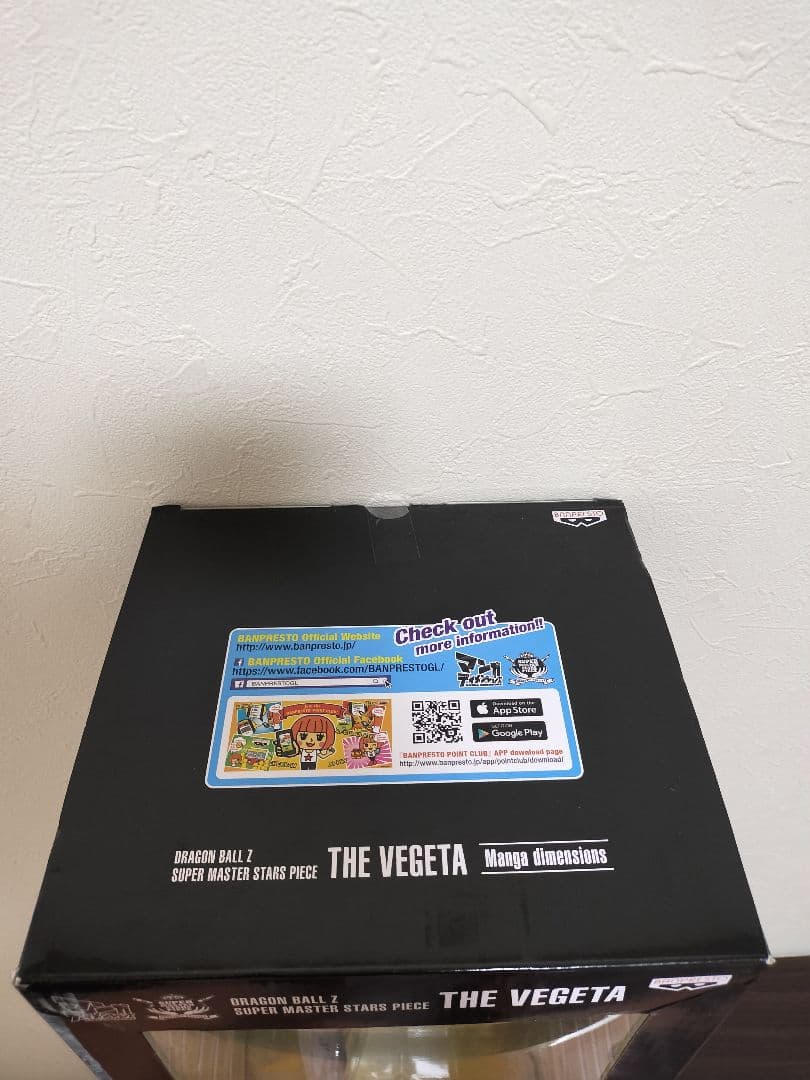 BANPRESTO
Check out
more information!!
BANPRESTO Official Website
http://www.banpresto.jp/
BANPRESTO Official Facebook
https://www.facebook.com/BANPRESTOGL/
BANPRESTOGL
Download on the
App Store
GET IT ON
Google Play
「BANPRESTO POINT CLUB」 APP download page
http://www.banpresto.jp/app/pointclub/download/
DRAGON BALL Z
SUPER MASTER STARS PIECE
THE VEGETA
Manga dimensions
DRAGON BALL Z
SUPER MASTER STARS PIECE
THE VEGETA
BANPRESTO